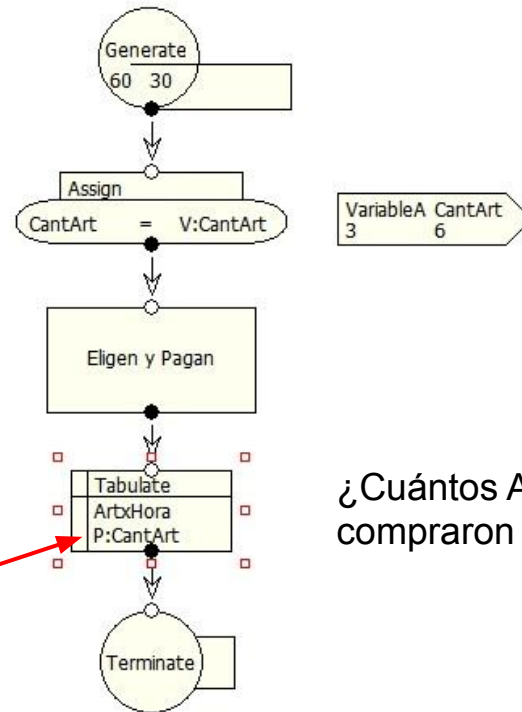 Generate
60 30
Assign
CantArt = V:CantArt
VariableA CantArt
3 6
Eligen y Pagan
Tabulate
ArtxHora
P:CantArt
¿Cuántos A
compraron
Terminate